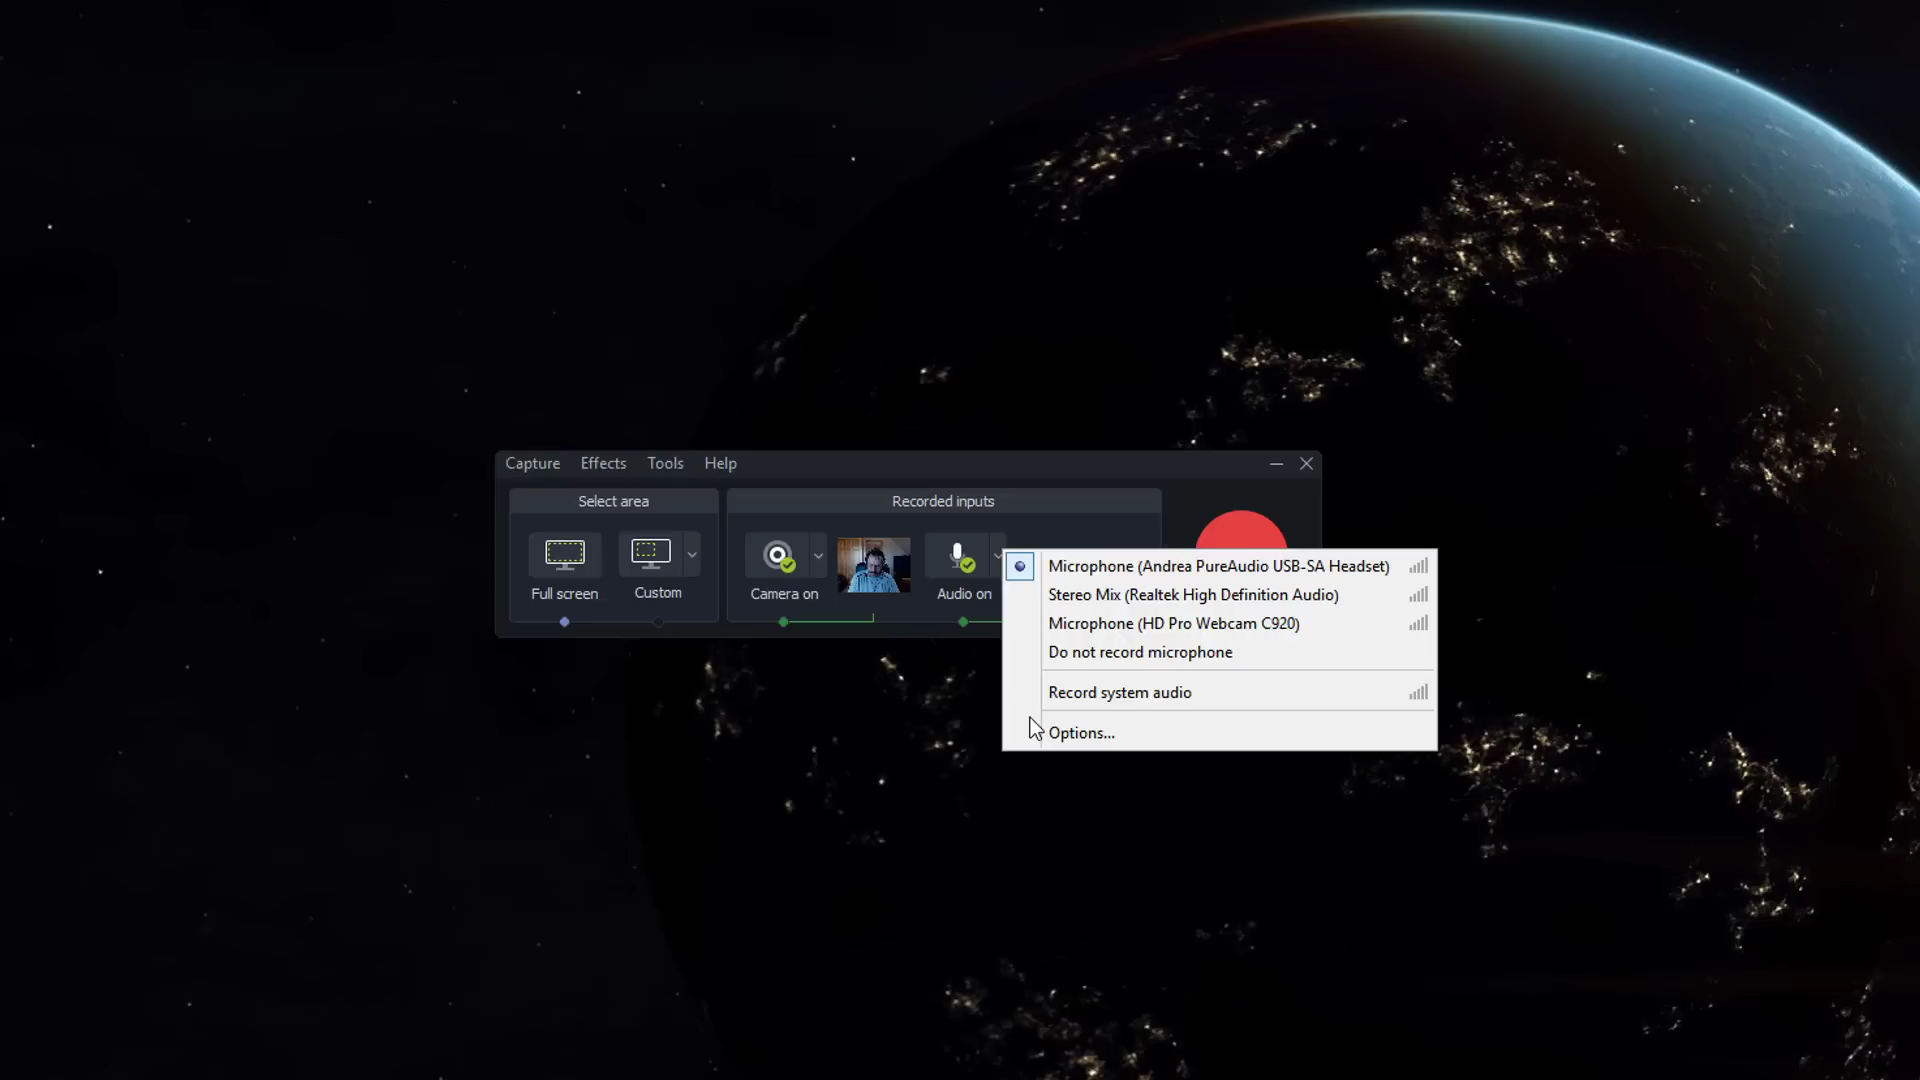 Capture Effects Tools Help
Select area
Recorded inputs
Full screen
Custom
Camera on
Audio on
Microphone (Andrea PureAudio USB-SA Headset)
Stereo Mix (Realtek High Definition Audio)
Microphone (HD Pro Webcam C920)
Do not record microphone
Record system audio
Options...